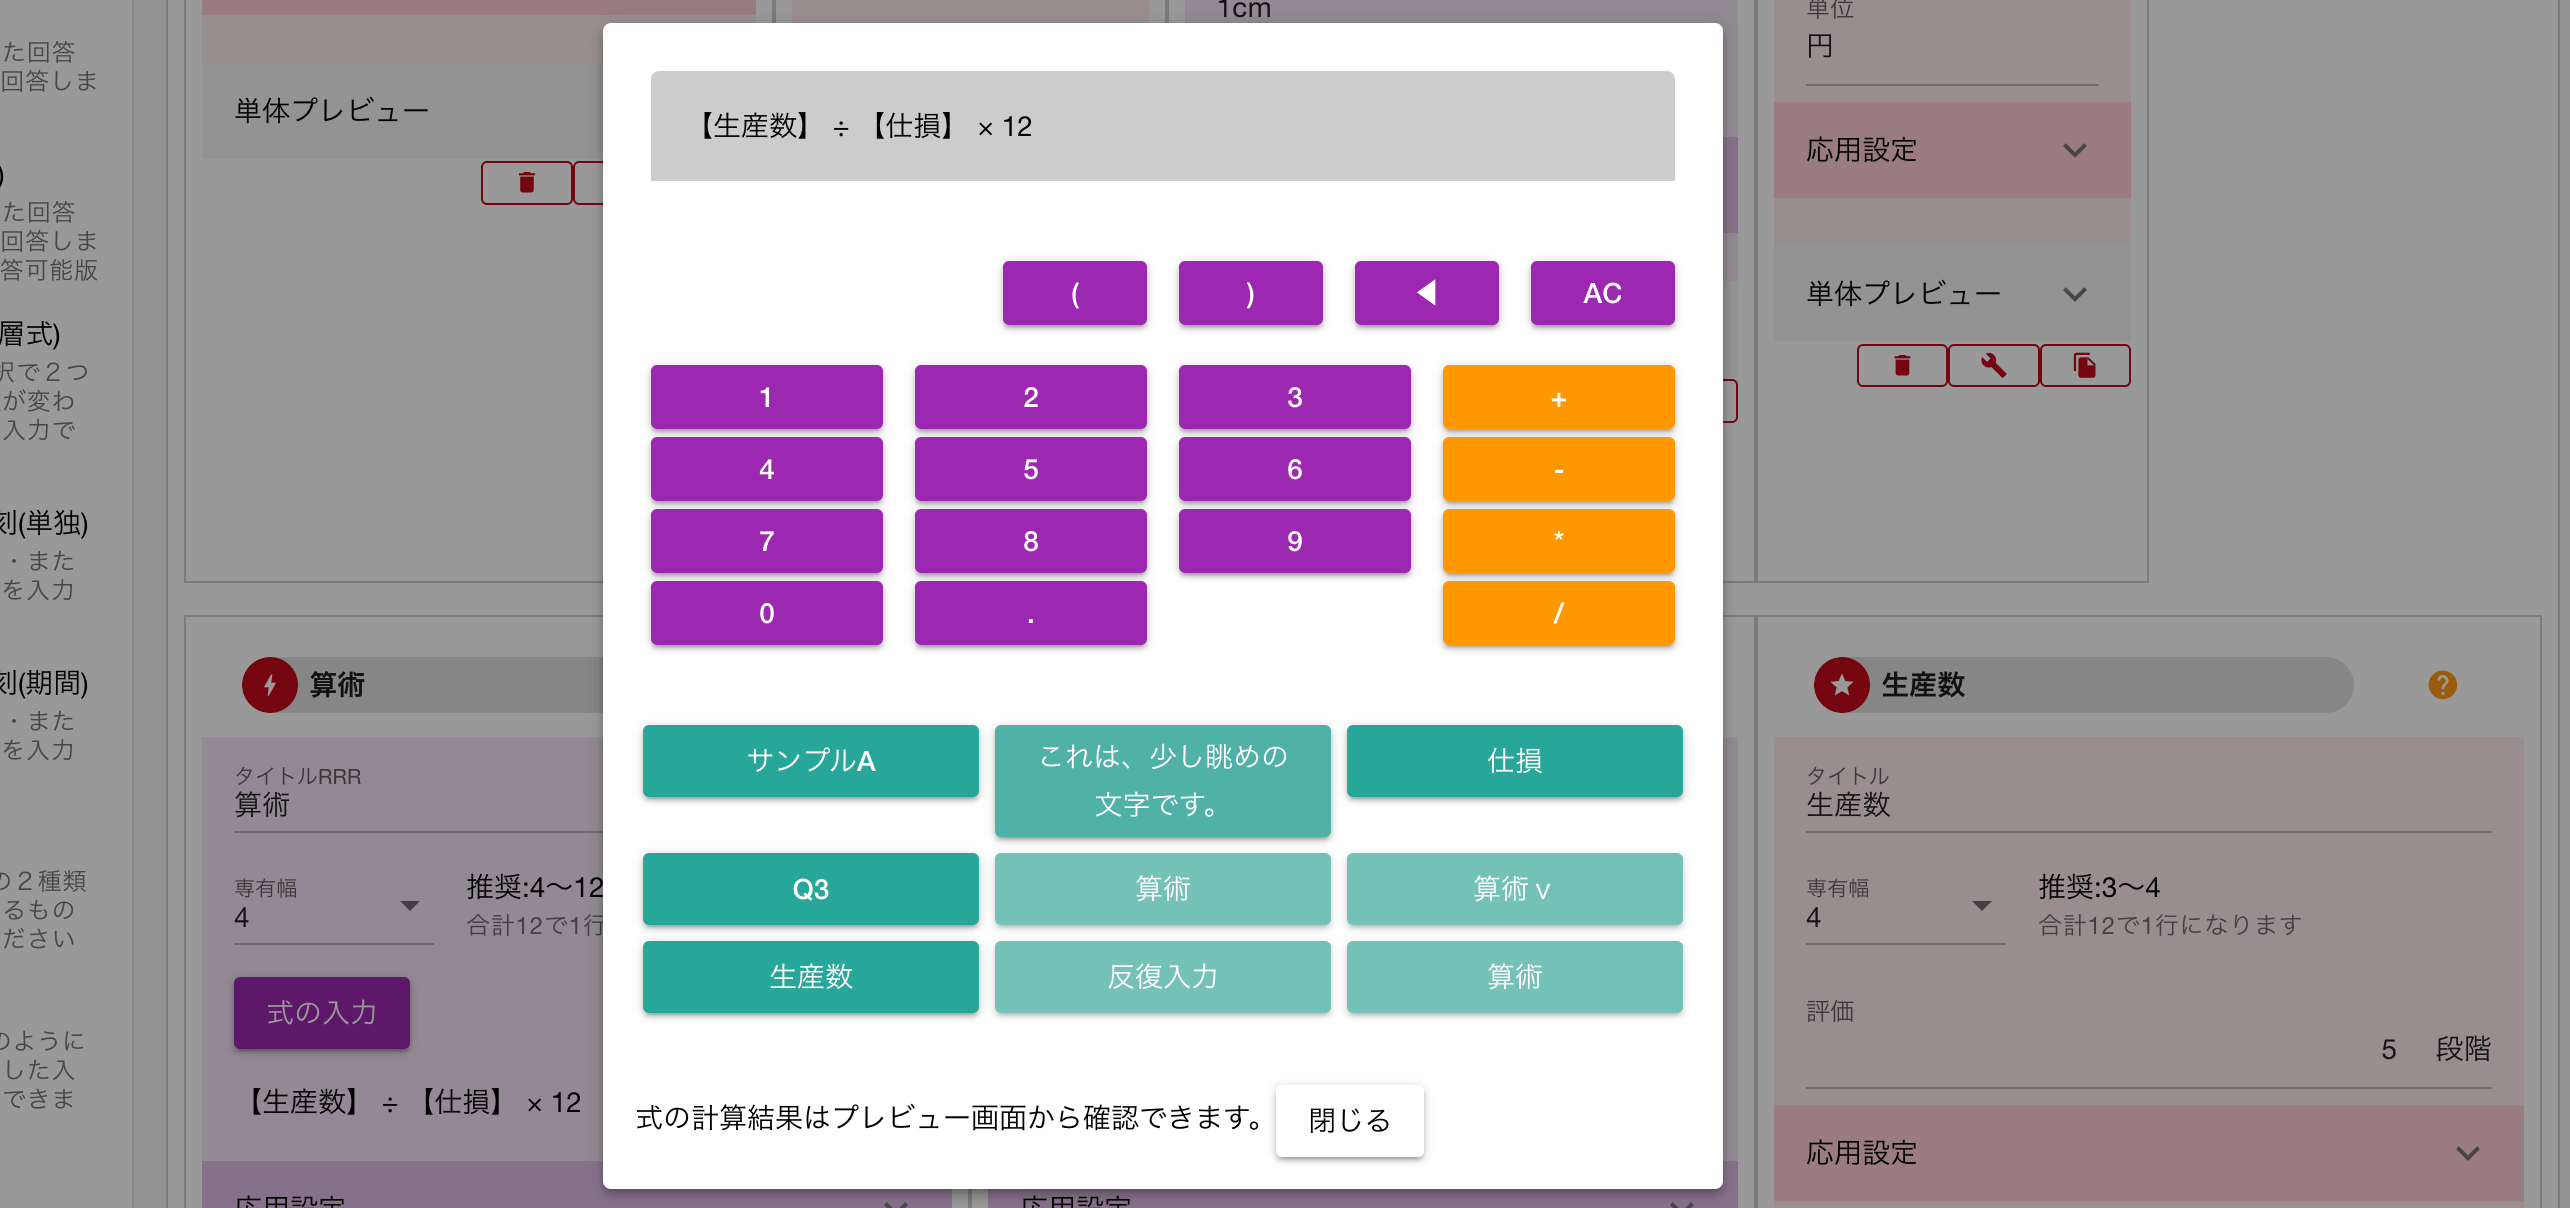 た回答
回答しま
)
た回答
回答しま
答可能版
層式)
択で２つ
が変わ
入力で
刻(単独)
・また
を入力
刻(期間)
・また
を入力
の２種類
るもの
ださい
のように
した入
できま
単体プレビュー
1cm
単位
円
応用設定
単体プレビュー
【生産数】 ÷ 【仕損】 × 12
( ) ◀ AC
1 2 3 +
4 5 6 -
7 8 9 *
0 . /
サンプルA
これは、少し眺めの
文字です。
仕損
Q3 算術 算術 v
生産数 反復入力 算術
式の計算結果はプレビュー画面から確認できます。 閉じる
算術
タイトルRRR
算術
専有幅
4
推奨:4〜12
合計12で1行
式の入力
【生産数】 ÷ 【仕損】 × 12
応用設定
応用設定
生産数
?
タイトル
生産数
専有幅
4
推奨:3〜4
合計12で1行になります
評価
5 段階
応用設定